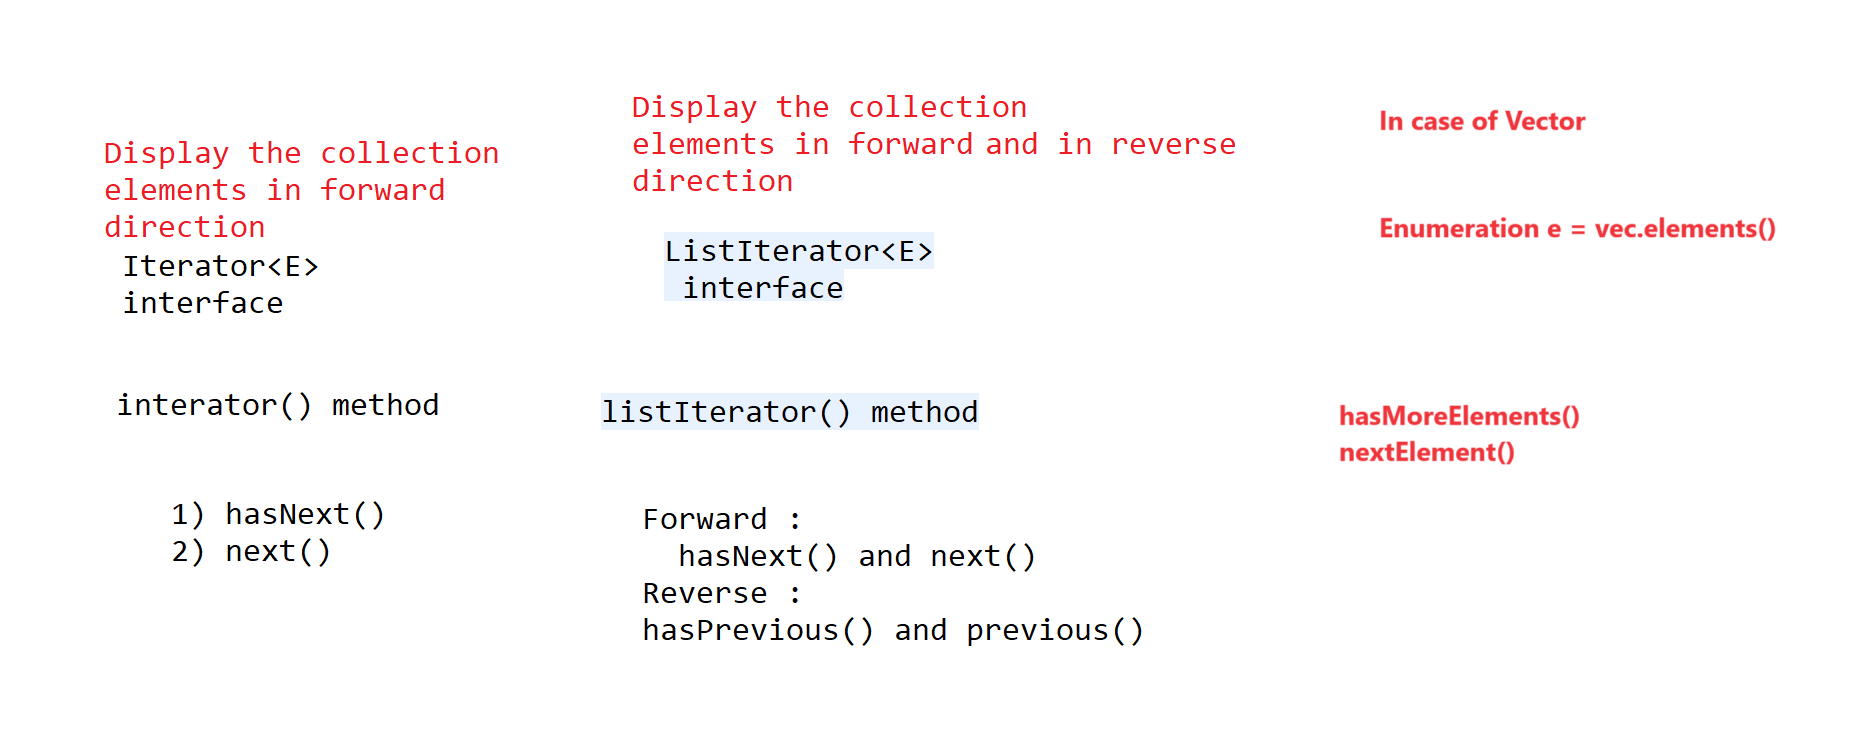 Display the collection
elements in forward
direction
Iterator<E>
interface
interator() method
1) hasNext()
2) next()
Display the collection
elements in forward and in reverse
direction
ListIterator<E>
interface
listIterator() method
Forward :
hasNext() and next()
Reverse :
hasPrevious() and previous()
In case of Vector
Enumeration e = vec.elements()
hasMoreElements()
nextElement()